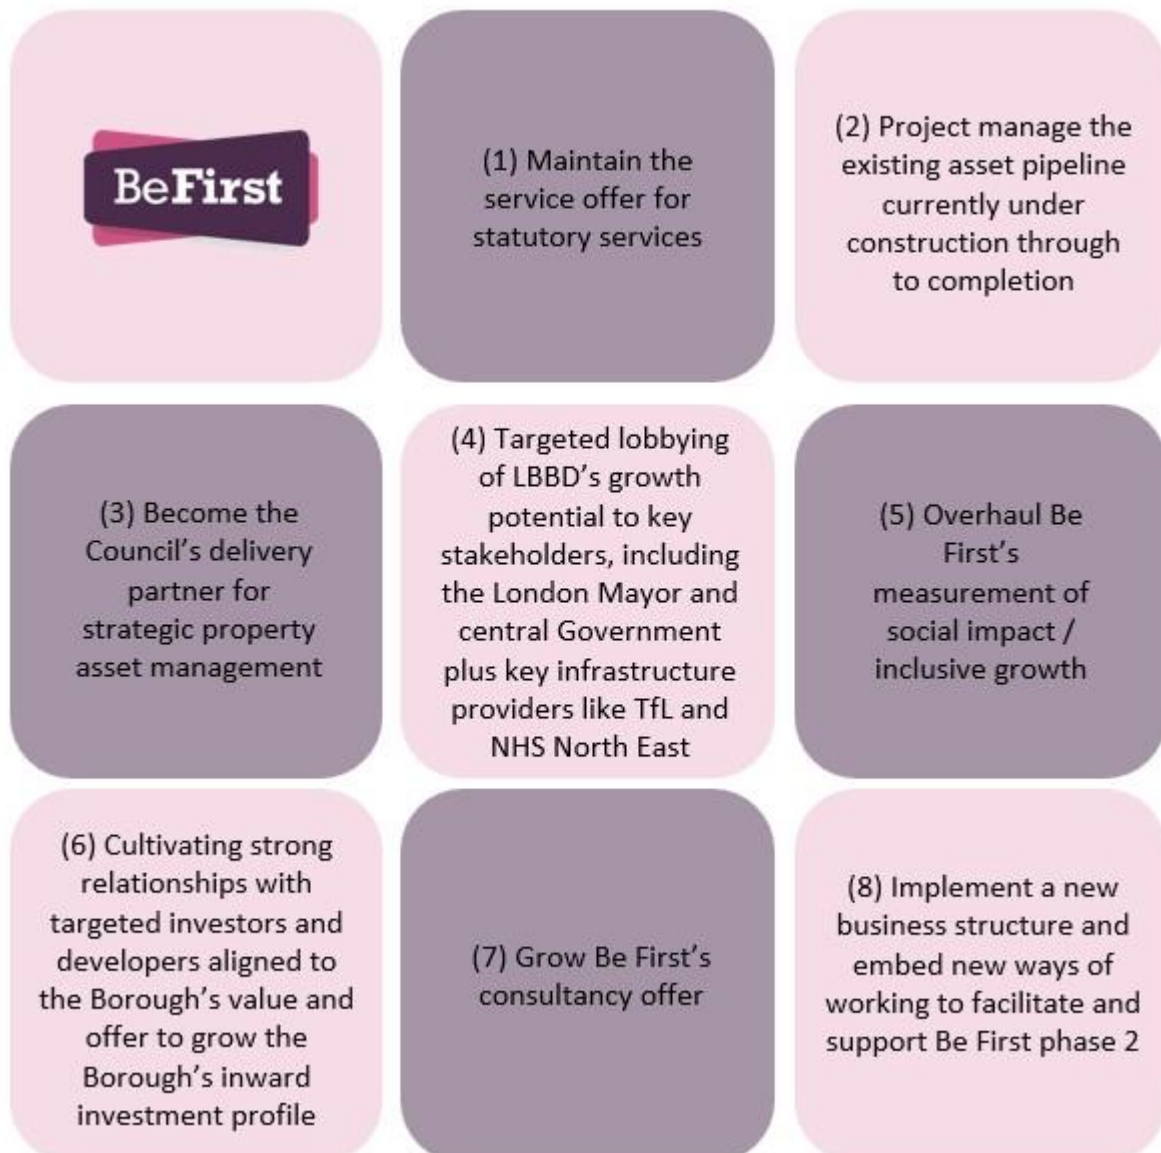 BeFirst
(1) Maintain the
service offer for
statutory services
(2) Project manage the
existing asset pipeline
currently under
construction through
to completion
(3) Become the
Council’s delivery
partner for
strategic property
asset management
(4) Targeted lobbying
of LBBD’s growth
potential to key
stakeholders, including
the London Mayor and
central Government
plus key infrastructure
providers like TfL and
NHS North East
(5) Overhaul Be
First’s
measurement of
social impact /
inclusive growth
(6) Cultivating strong
relationships with
targeted investors and
developers aligned to
the Borough’s value and
offer to grow the
Borough’s inward
investment profile
(7) Grow Be First’s
consultancy offer
(8) Implement a new
business structure and
embed new ways of
working to facilitate and
support Be First phase 2